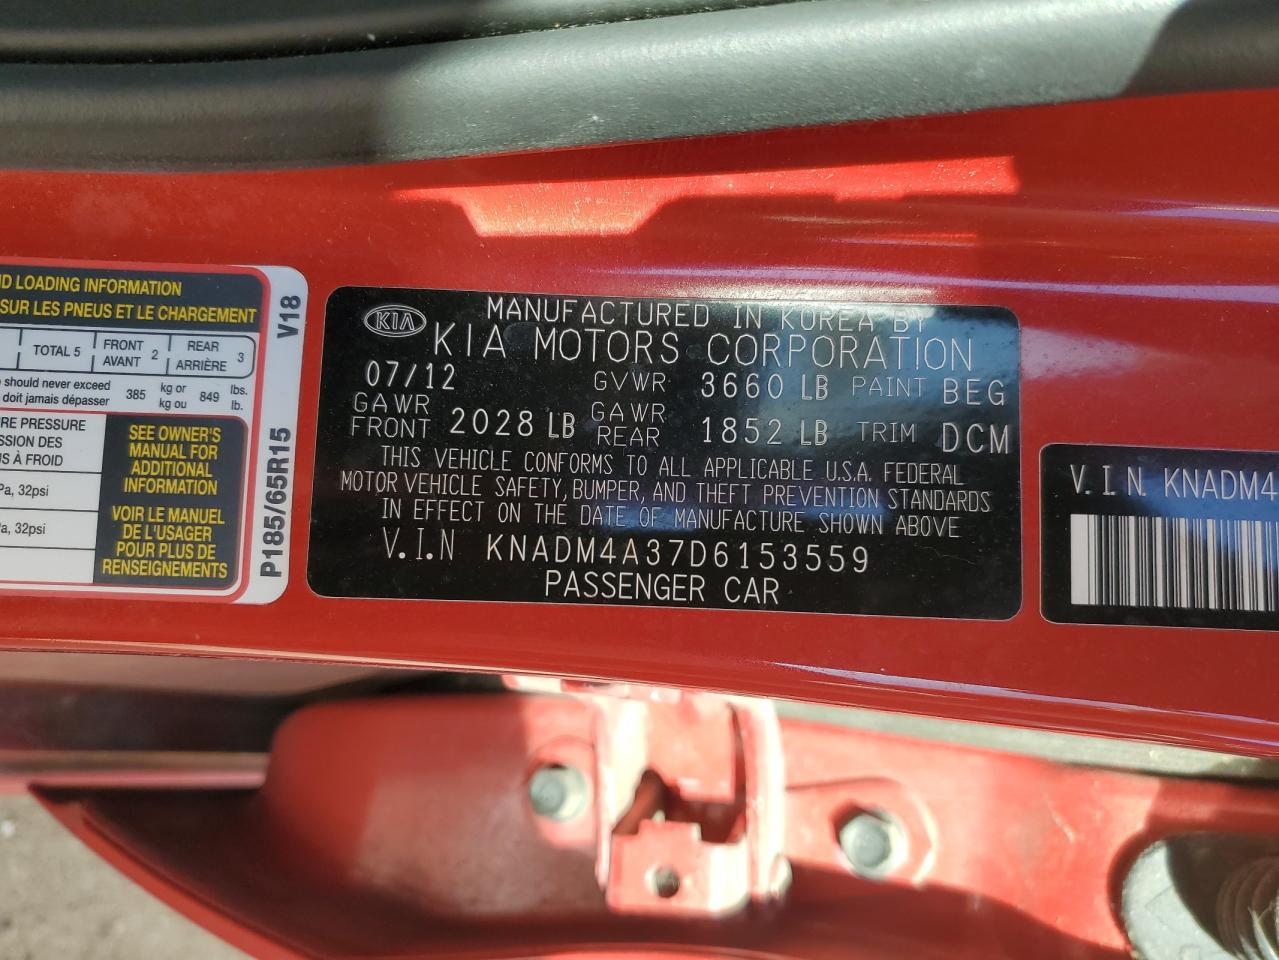 ND LOADING INFORMATION
SUR LES PNEUS ET LE CHARGEMENT
TOTAL 5
FRONT AVANT 2
REAR ARRIÈRE 3
should never exceed
doit jamais dépasser
385
kg or
kg ou
849
lbs.
lb.
RE PRESSURE
SSION DES
S À FROID
Pa, 32psi
Pa, 32psi
SEE OWNER'S
MANUAL FOR
ADDITIONAL
INFORMATION
VOIR LE MANUEL
DE L'USAGER
POUR PLUS DE
RENSEIGNEMENTS
P185/65R15
V18
KIA
MANUFACTURED IN KOREA BY
KIA MOTORS CORPORATION
07/12 GVWR 3660 LB PAINT BEG
GAWR FRONT 2028 LB GAWR REAR 1852 LB TRIM DCM
THIS VEHICLE CONFORMS TO ALL APPLICABLE U.S.A. FEDERAL
MOTOR VEHICLE SAFETY, BUMPER, AND THEFT PREVENTION STANDARDS
IN EFFECT ON THE DATE OF MANUFACTURE SHOWN ABOVE
V.I.N KNADM4A37D6153559
PASSENGER CAR
V.I.N. KNADM4